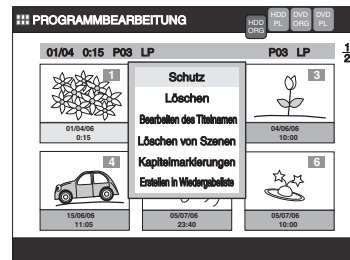 PROGRAMMBEARBEITUNG
HDD ORG
HDD PL
DVD ORG
DVD PL
01/04 0:15 P03 LP P03 LP 1/2
1
01/04/06
0:15
Schutz
Löschen
Bearbeiten des Titelnamen
Löschen von Szenen
Kapitelmarkierungen
Erstellen in Wiedergabeliste
3
04/06/06
10:00
4
15/06/06
11:05
05/07/06
23:40
6
05/07/06
10:00